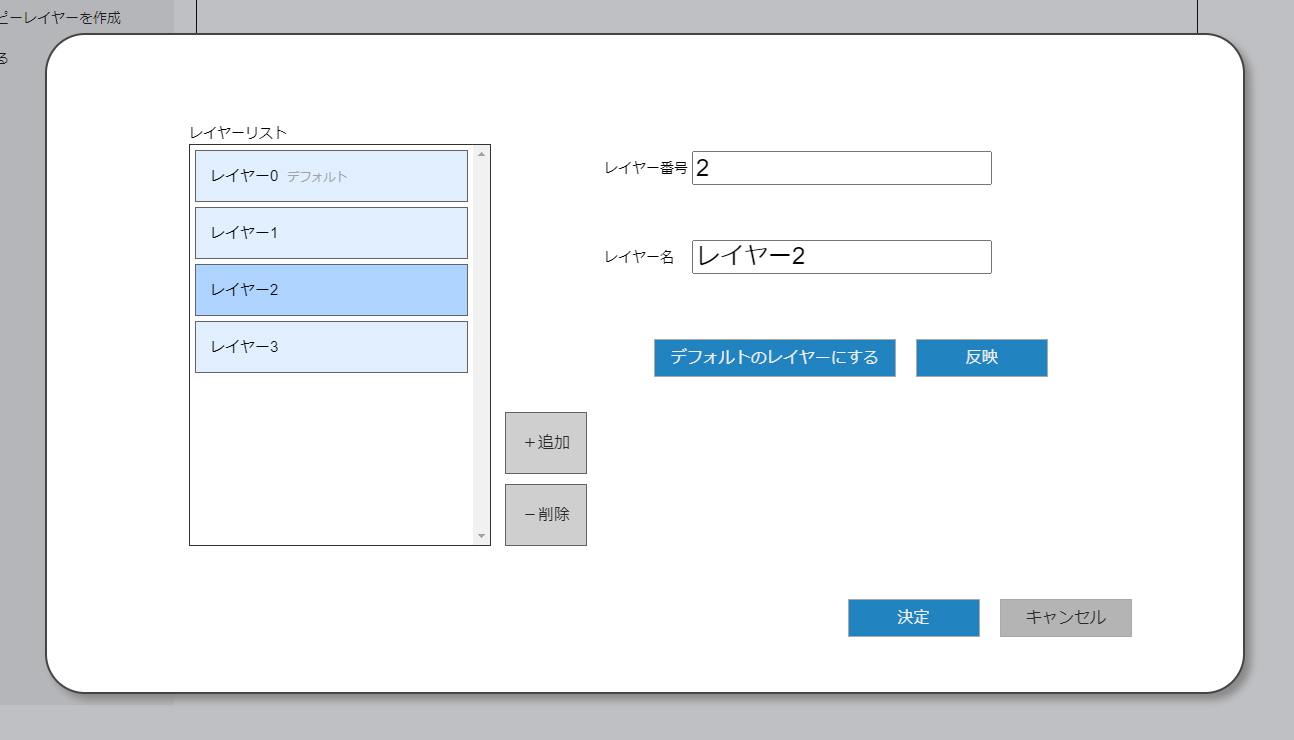 ピーレイヤーを作成
る
レイヤーリスト
レイヤー0 デフォルト
レイヤー1
レイヤー2
レイヤー3
+追加
-削除
レイヤー番号 2
レイヤー名 レイヤー2
デフォルトのレイヤーにする 反映
決定 キャンセル